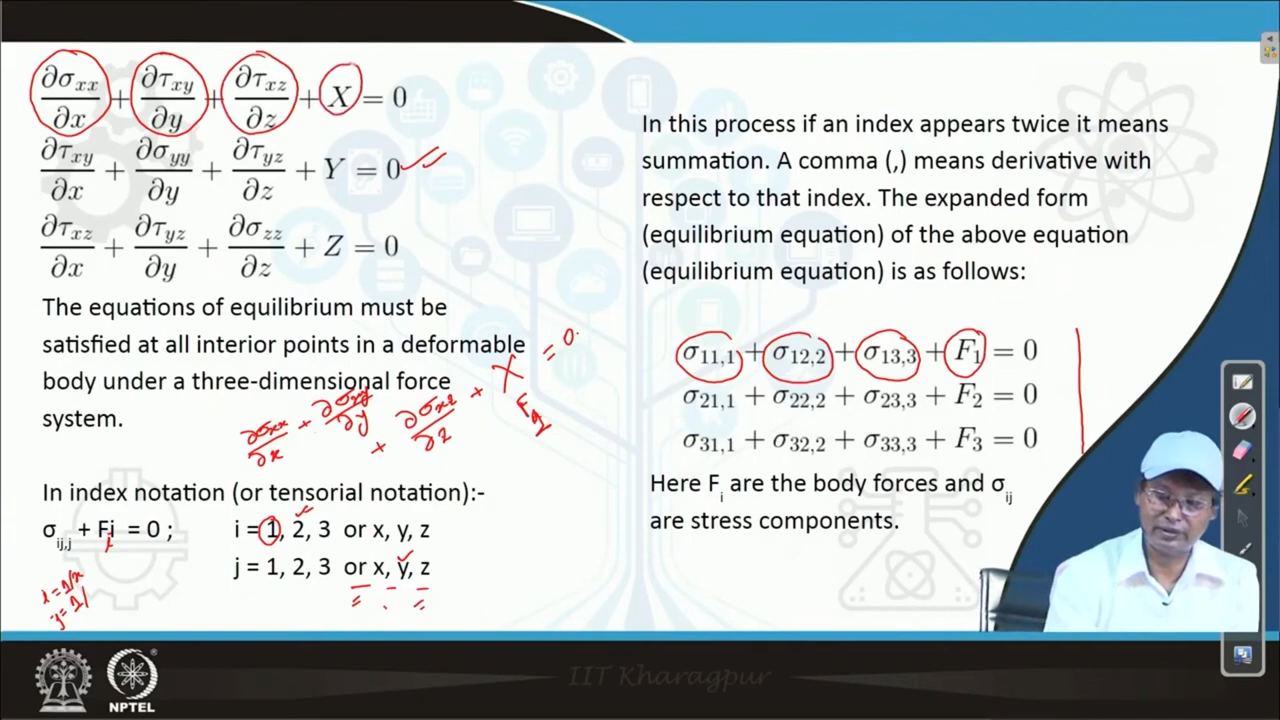 ∂σxx/∂x + ∂τxy/∂y + ∂τxz/∂z + X = 0
∂τxy/∂x + ∂σyy/∂y + ∂τyz/∂z + Y = 0
∂τxz/∂x + ∂τyz/∂y + ∂σzz/∂z + Z = 0
The equations of equilibrium must be
satisfied at all interior points in a deformable
body under a three-dimensional force
system.
∂σxx/∂x + ∂σxy/∂y + ∂σxz/∂z + X = 0
In index notation (or tensorial notation):-
σij,j + Fi = 0 ; i = 1, 2, 3 or x, y, z
i
j = 1, 2, 3 or x, y, z
i = 1/x
j = 1/
In this process if an index appears twice it means
summation. A comma (,) means derivative with
respect to that index. The expanded form
(equilibrium equation) of the above equation
(equilibrium equation) is as follows:
σ11,1 + σ12,2 + σ13,3 + F1 = 0
σ21,1 + σ22,2 + σ23,3 + F2 = 0
σ31,1 + σ32,2 + σ33,3 + F3 = 0
Here Fi are the body forces and σij
are stress components.
NPTEL
IIT Kharagpur